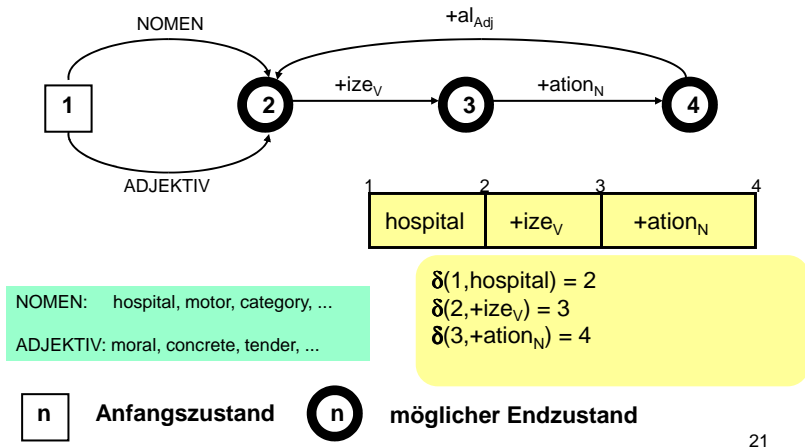 NOMEN
+al_Adj
1
2
+ize_V
3
+ation_N
4
ADJEKTIV
1 2 3 4
hospital +ize_V +ation_N
NOMEN: hospital, motor, category, ...
ADJEKTIV: moral, concrete, tender, ...
δ(1,hospital) = 2
δ(2,+ize_V) = 3
δ(3,+ation_N) = 4
n Anfangszustand n möglicher Endzustand
21